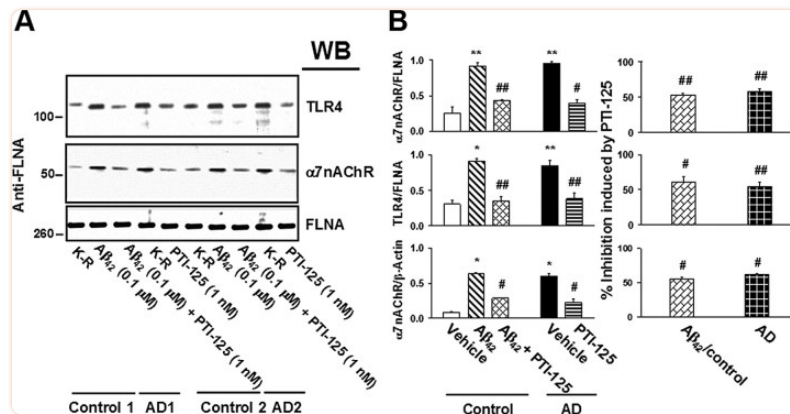 A
WB
Anti-FLNA
100
TLR4
50
α7nAChR
260
FLNA
K-R
Aβ42 (0.1 μM)
Aβ42 (0.1 μM) + PTI-125 (1 nM)
K-R
PTI-125 (1 nM)
K-R
Aβ42 (0.1 μM)
Aβ42 (0.1 μM) + PTI-125 (1 nM)
K-R
PTI-125 (1 nM)
Control 1 AD1 Control 2 AD2
B
α7nAChR/FLNA
1.0
0.5
0.0
** ## ** #
TLR4/FLNA
1.0
0.5
0.0
* ## ** ##
α7nAChR/β-Actin
1.0
0.5
0.0
* # * #
Vehicle
Aβ42
Aβ42 + PTI-125
Vehicle
PTI-125
Control AD
% Inhibition induced by PTI-125
100
50
0
## ##
100
50
0
# ##
100
50
0
# #
Aβ42/control
AD